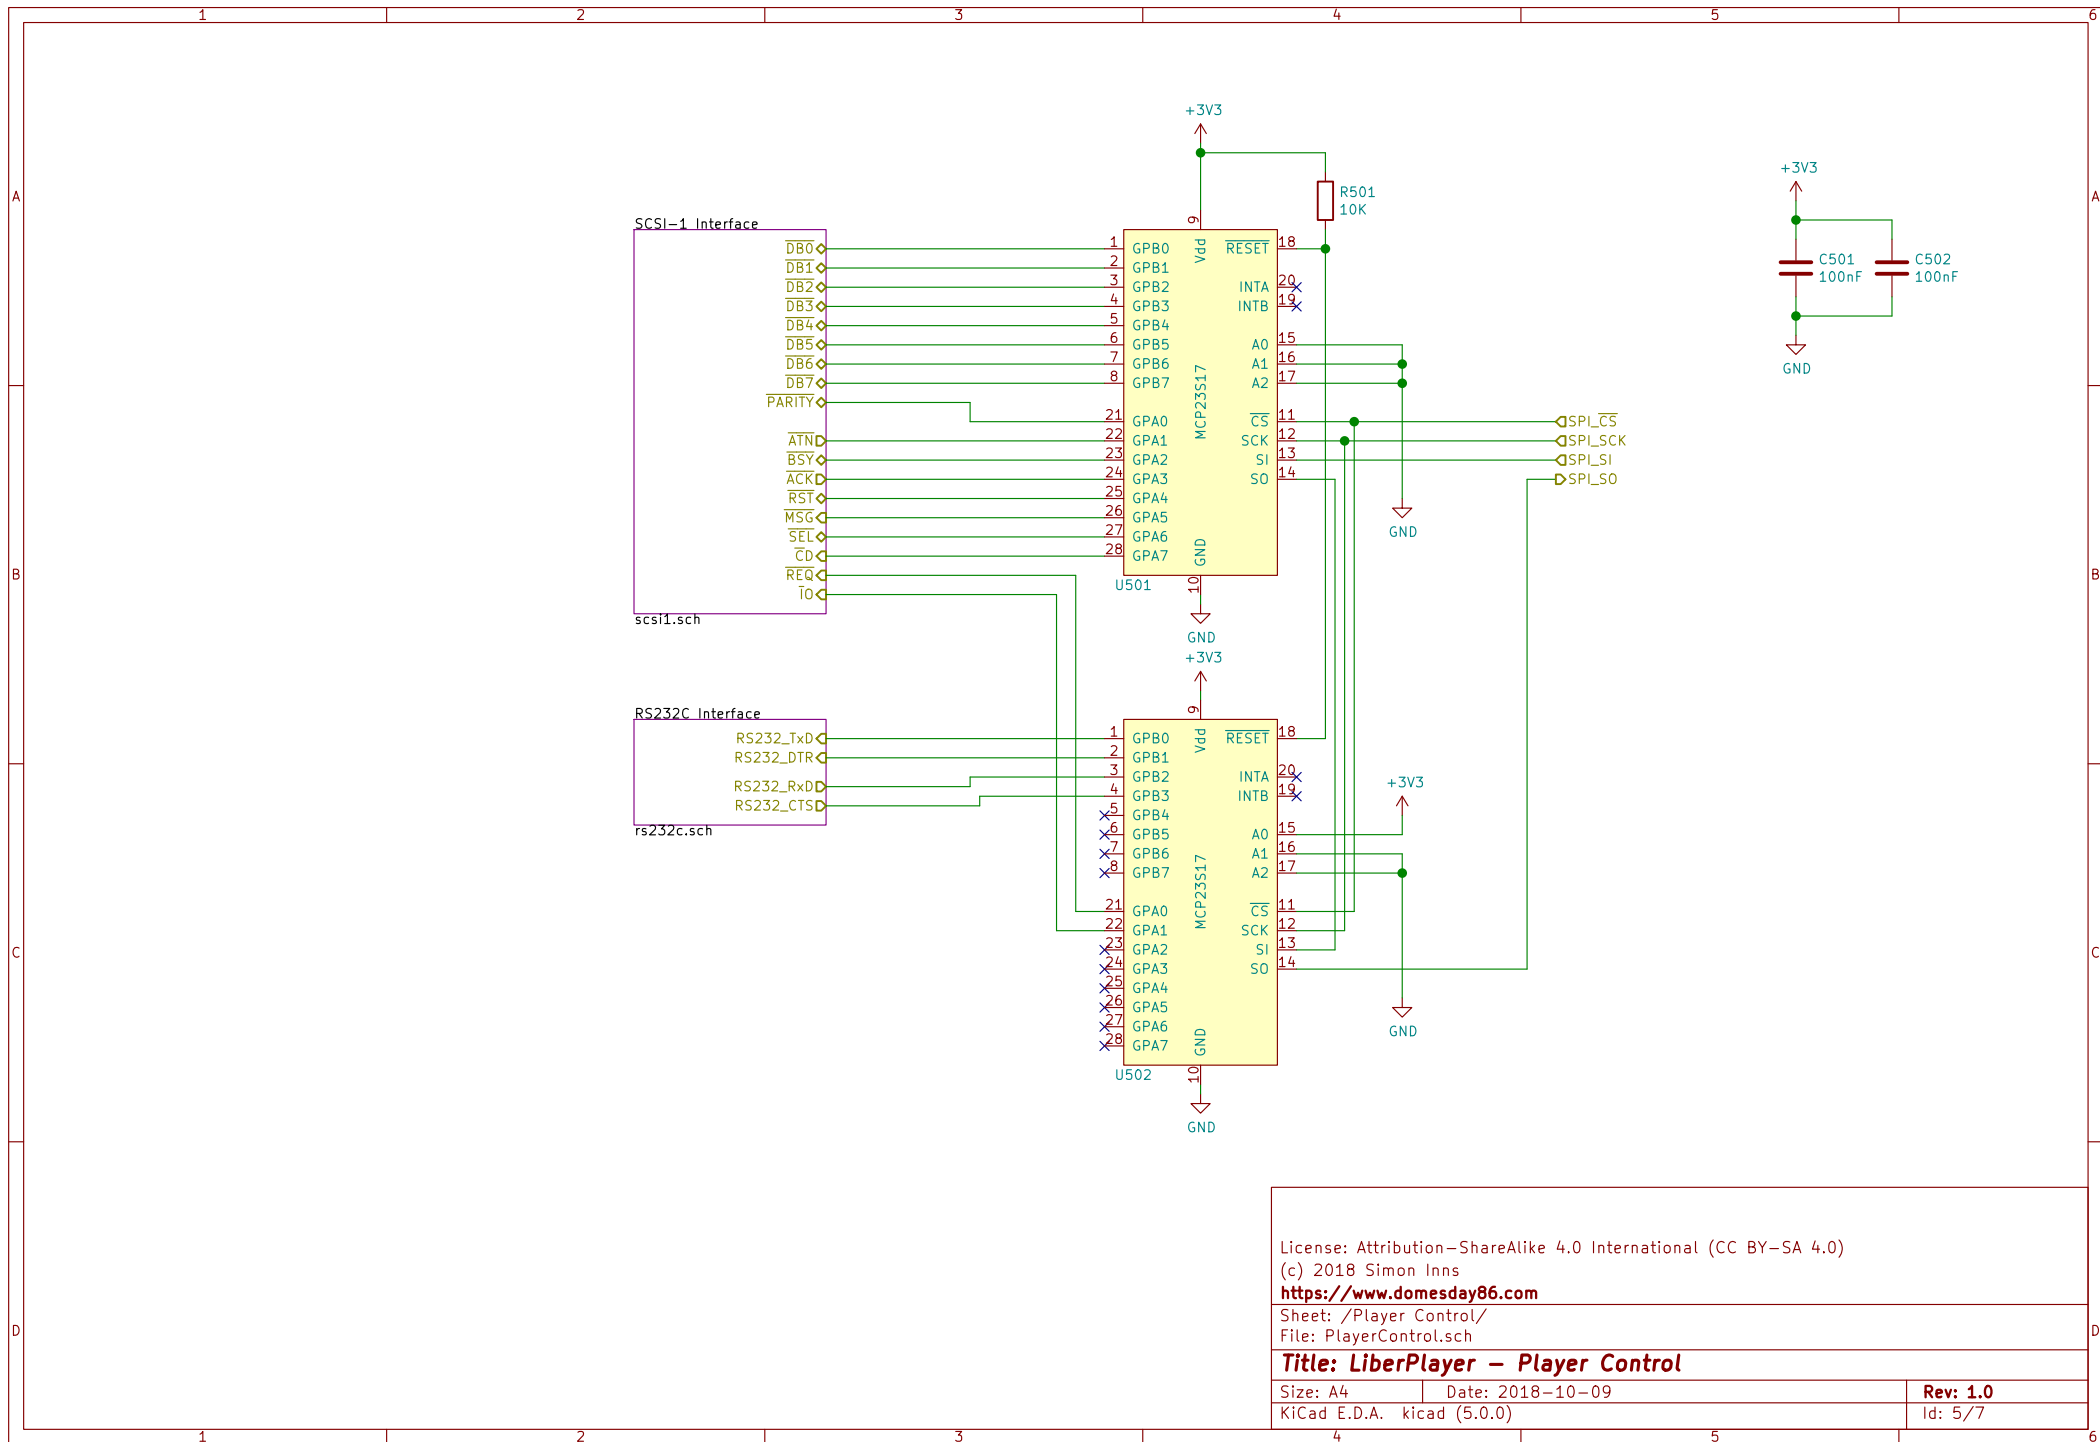 1 2 3 4 5 6
A A
B B
C C
D D
+3V3
R501
10K
+3V3
C501
100nF
C502
100nF
GND
SCSI-1 Interface
DB0
DB1
DB2
DB3
DB4
DB5
DB6
DB7
PARITY
ATN
BSY
ACK
RST
MSG
SEL
CD
REQ
IO
scsi1.sch
9
Vdd
1 GPB0 RESET 18
2 GPB1
3 GPB2 INTA 20
4 GPB3 INTB 19
5 GPB4
6 GPB5 A0 15
7 GPB6 A1 16
8 GPB7 A2 17
MCP23S17
21 GPA0 CS 11
22 GPA1 SCK 12
23 GPA2 SI 13
24 GPA3 SO 14
25 GPA4
26 GPA5
27 GPA6
28 GPA7
GND
10
U501
GND
SPI_CS
SPI_SCK
SPI_SI
SPI_SO
GND
+3V3
RS232C Interface
RS232_TxD
RS232_DTR
RS232_RxD
RS232_CTS
rs232c.sch
9
Vdd
1 GPB0 RESET 18
2 GPB1
3 GPB2 INTA 20
4 GPB3 INTB 19
5 GPB4
6 GPB5 A0 15
7 GPB6 A1 16
8 GPB7 A2 17
MCP23S17
21 GPA0 CS 11
22 GPA1 SCK 12
23 GPA2 SI 13
24 GPA3 SO 14
25 GPA4
26 GPA5
27 GPA6
28 GPA7
GND
10
U502
GND
+3V3
GND
License: Attribution-ShareAlike 4.0 International (CC BY-SA 4.0)
(c) 2018 Simon Inns
https://www.domesday86.com
Sheet: /Player Control/
File: PlayerControl.sch
Title: LiberPlayer - Player Control
Size: A4 Date: 2018-10-09 Rev: 1.0
KiCad E.D.A. kicad (5.0.0) Id: 5/7
1 2 3 4 5 6